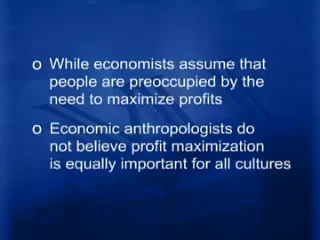 o While economists assume that
people are preoccupied by the
need to maximize profits
o Economic anthropologists do
not believe profit maximization
is equally important for all cultures